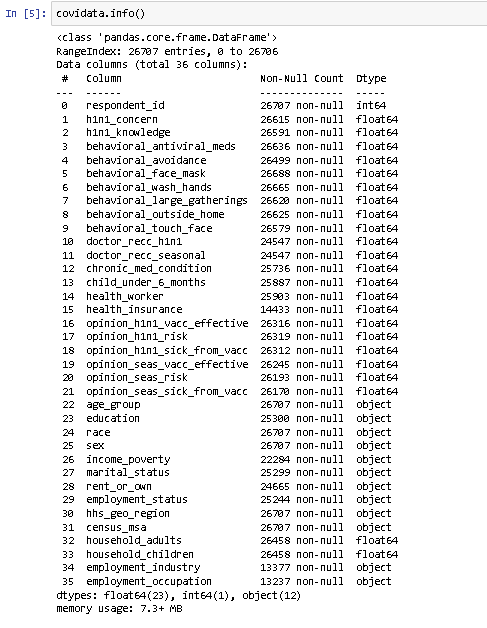 In [5]: covidata.info()
<class 'pandas.core.frame.DataFrame'>
RangeIndex: 26707 entries, 0 to 26706
Data columns (total 36 columns):
 #   Column                       Non-Null Count  Dtype
---  ------                       --------------  -----
 0   respondent_id                26707 non-null  int64
 1   h1n1_concern                 26615 non-null  float64
 2   h1n1_knowledge               26591 non-null  float64
 3   behavioral_antiviral_meds    26636 non-null  float64
 4   behavioral_avoidance         26499 non-null  float64
 5   behavioral_face_mask         26688 non-null  float64
 6   behavioral_wash_hands        26665 non-null  float64
 7   behavioral_large_gatherings  26620 non-null  float64
 8   behavioral_outside_home      26625 non-null  float64
 9   behavioral_touch_face        26579 non-null  float64
 10  doctor_recc_h1n1             24547 non-null  float64
 11  doctor_recc_seasonal         24547 non-null  float64
 12  chronic_med_condition        25736 non-null  float64
 13  child_under_6_months         25887 non-null  float64
 14  health_worker                25903 non-null  float64
 15  health_insurance             14433 non-null  float64
 16  opinion_h1n1_vacc_effective  26316 non-null  float64
 17  opinion_h1n1_risk            26319 non-null  float64
 18  opinion_h1n1_sick_from_vacc  26312 non-null  float64
 19  opinion_seas_vacc_effective  26245 non-null  float64
 20  opinion_seas_risk            26193 non-null  float64
 21  opinion_seas_sick_from_vacc  26170 non-null  float64
 22  age_group                    26707 non-null  object
 23  education                    25300 non-null  object
 24  race                         26707 non-null  object
 25  sex                          26707 non-null  object
 26  income_poverty               22284 non-null  object
 27  marital_status               25299 non-null  object
 28  rent_or_own                  24665 non-null  object
 29  employment_status            25244 non-null  object
 30  hhs_geo_region               26707 non-null  object
 31  census_msa                   26707 non-null  object
 32  household_adults             26458 non-null  float64
 33  household_children           26458 non-null  float64
 34  employment_industry          13377 non-null  object
 35  employment_occupation        13237 non-null  object
dtypes: float64(23), int64(1), object(12)
memory usage: 7.3+ MB